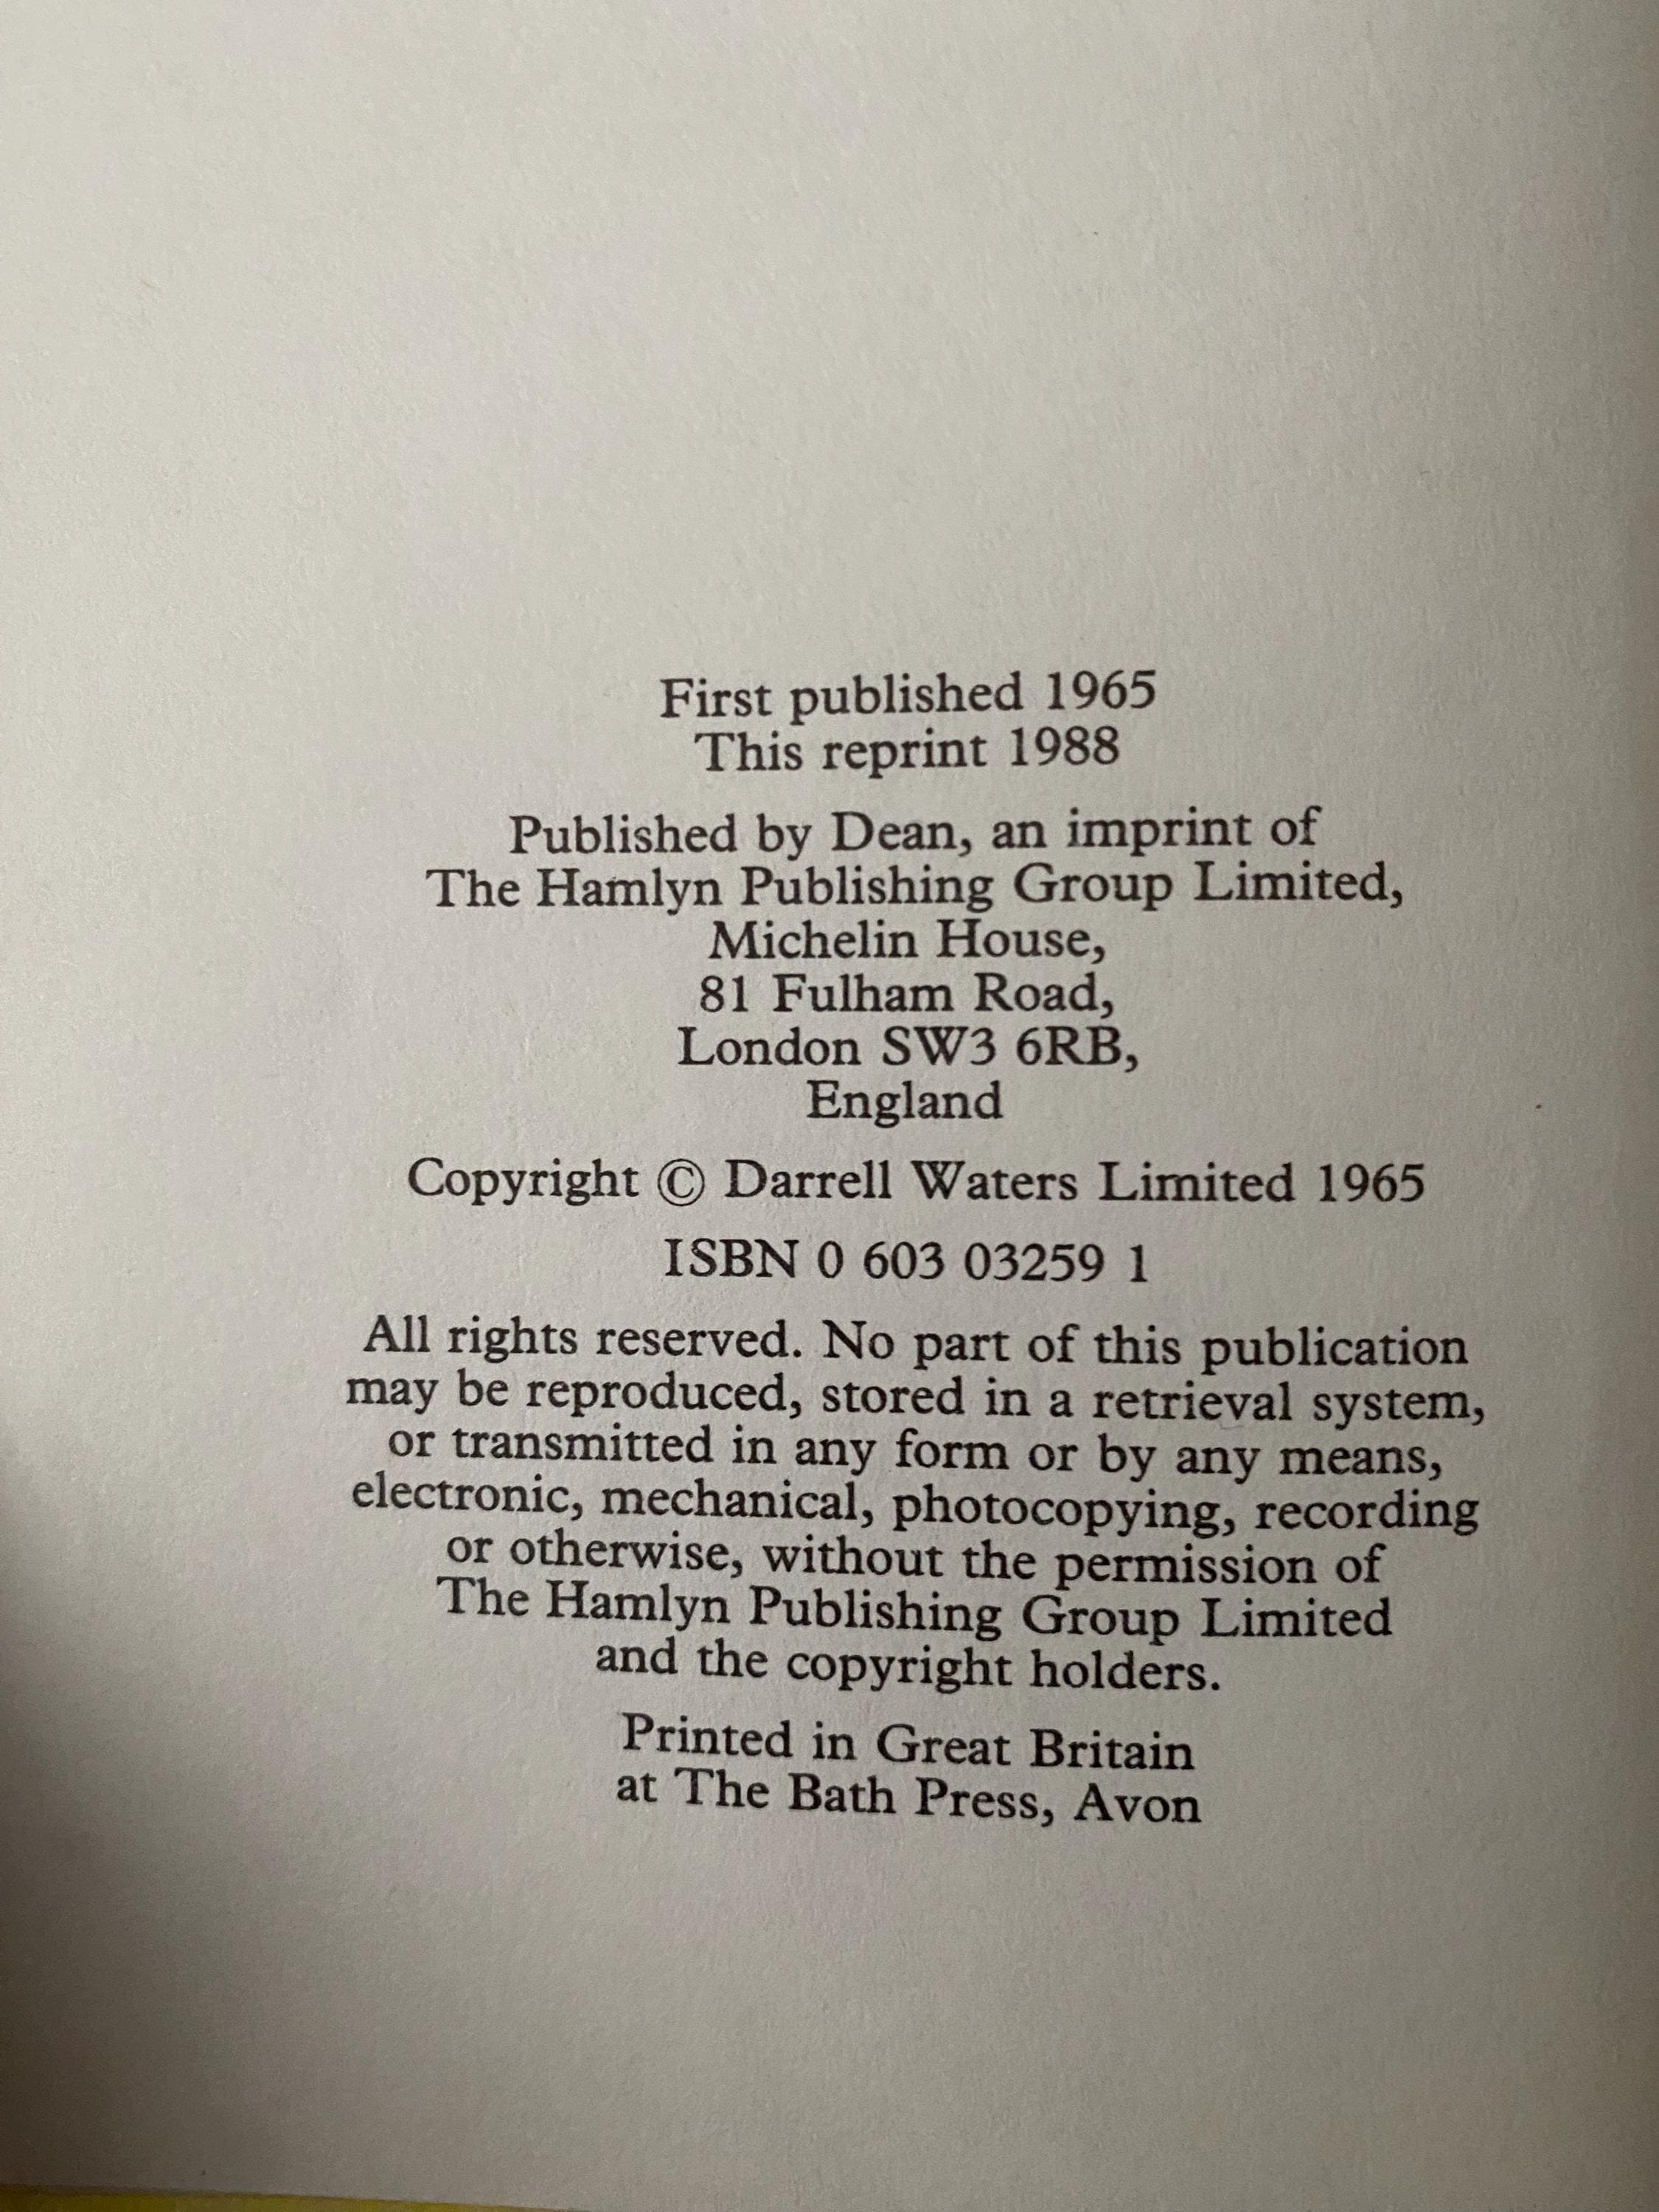 First published 1965
This reprint 1988
Published by Dean, an imprint of
The Hamlyn Publishing Group Limited,
Michelin House,
81 Fulham Road,
London SW3 6RB,
England
Copyright © Darrell Waters Limited 1965
ISBN 0 603 03259 1
All rights reserved. No part of this publication
may be reproduced, stored in a retrieval system,
or transmitted in any form or by any means,
electronic, mechanical, photocopying, recording
or otherwise, without the permission of
The Hamlyn Publishing Group Limited
and the copyright holders.
Printed in Great Britain
at The Bath Press, Avon